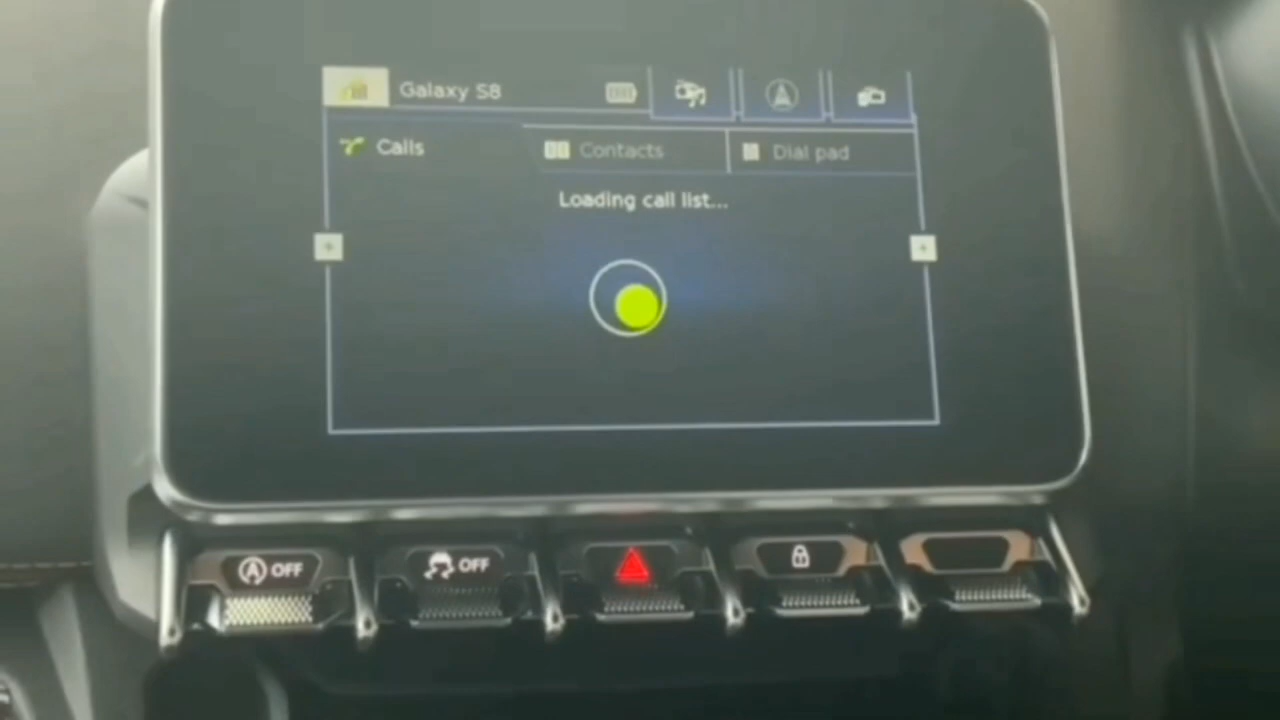 Galaxy S8
Calls
Contacts
Dial pad
Loading call list...
A OFF
OFF